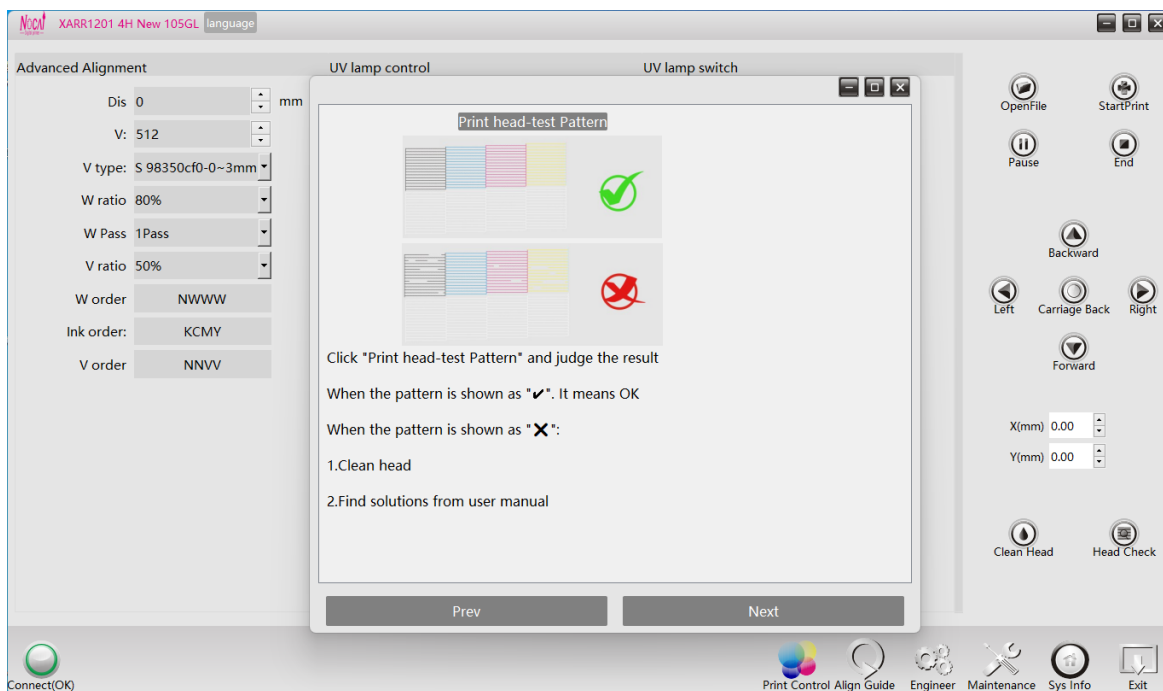 Nocai
XARR1201 4H New 105GL
language
Advanced Alignment
UV lamp control
UV lamp switch
Dis 0 mm
V: 512
V type: S 98350cf0-0~3mm
W ratio 80%
W Pass 1Pass
V ratio 50%
W order NWWW
Ink order: KCMY
V order NNVV
Print head-test Pattern
Click "Print head-test Pattern" and judge the result
When the pattern is shown as "✔". It means OK
When the pattern is shown as "✕":
1.Clean head
2.Find solutions from user manual
Prev
Next
OpenFile
StartPrint
Pause
End
Backward
Left
Carriage Back
Right
Forward
X(mm) 0.00
Y(mm) 0.00
Clean Head
Head Check
Connect(OK)
Print Control
Align Guide
Engineer
Maintenance
Sys Info
Exit